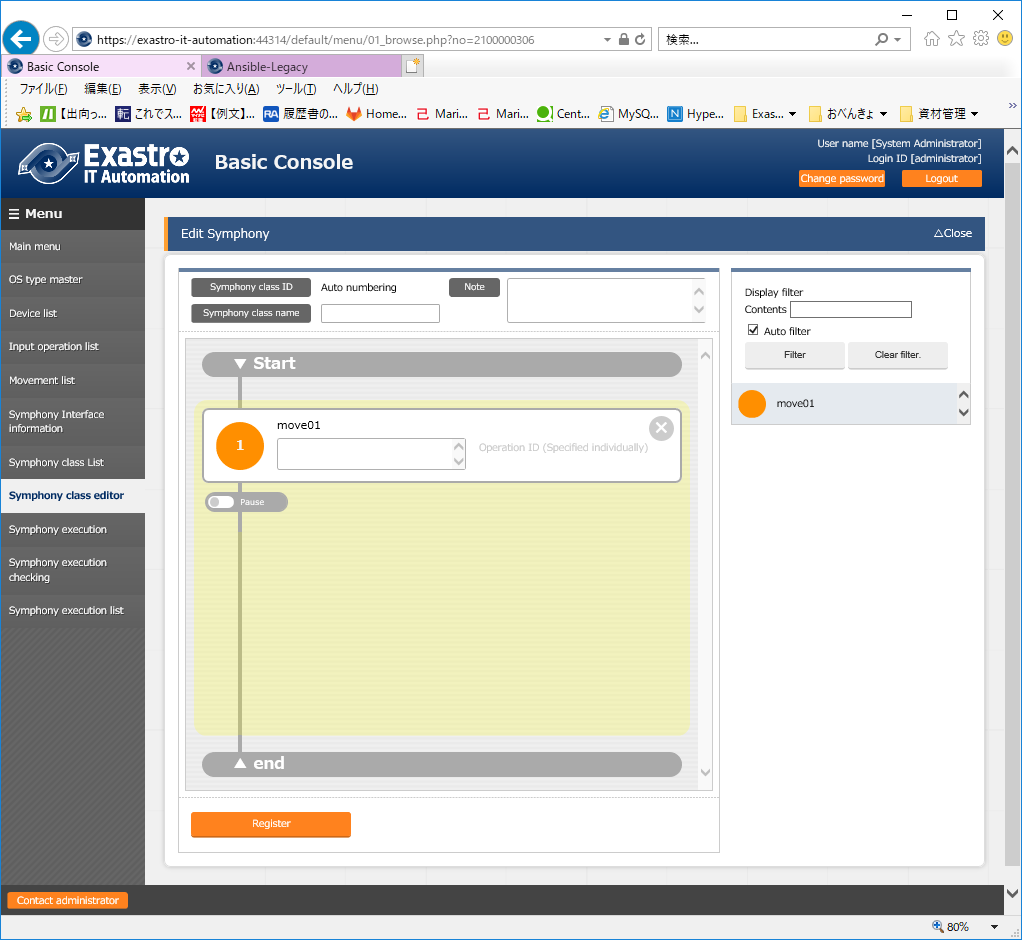 https://exastro-it-automation:44314/default/menu/01_browse.php?no=2100000306
検索...
Basic Console
Ansible-Legacy
ファイル(F) 編集(E) 表示(V) お気に入り(A) ツール(T) ヘルプ(H)
【出向っ... 転 これでス... 【例文】... RA 履歴書の... Home... Mari... Mari... Cent... MySQ... N Hype... Exas... おべんきょ 資材管理
Exastro
IT Automation
Basic Console
User name [System Administrator]
Login ID [administrator]
Change password
Logout
Menu
Main menu
OS type master
Device list
Input operation list
Movement list
Symphony Interface
information
Symphony class List
Symphony class editor
Symphony execution
Symphony execution
checking
Symphony execution list
Edit Symphony
△Close
Symphony class ID
Auto numbering
Note
Symphony class name
▼ Start
1
move01
Operation ID (Specified individually)
Pause
▲ end
Register
Display filter
Contents
Auto filter
Filter
Clear filter.
move01
Contact administrator
80%